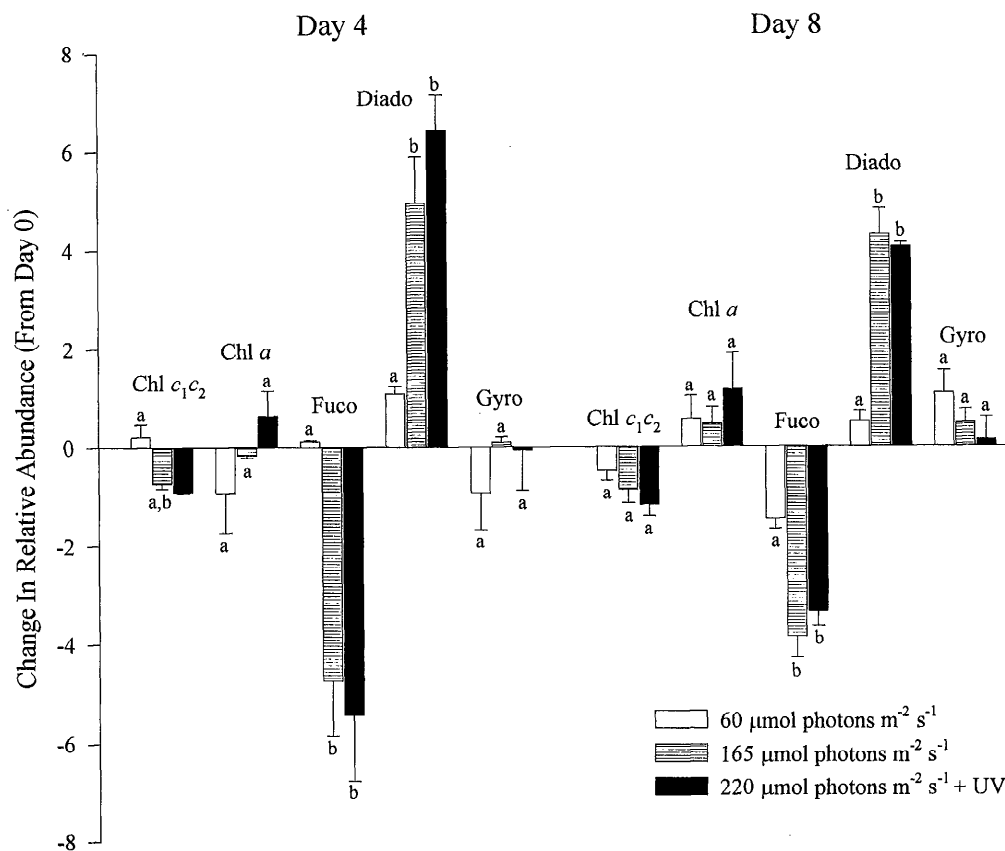 Day 4
Day 8
Change In Relative Abundance (From Day 0)
8
6
4
2
0
-2
-4
-6
-8
Chl c₁c₂
a
a,b
Chl a
a
a
a
Fuco
a
b
b
Diado
a
b
b
Gyro
a
a
a
Chl c₁c₂
a
a
a
Chl a
a
a
a
Fuco
a
b
b
Diado
a
b
b
Gyro
a
a
a
60 μmol photons m⁻² s⁻¹
165 μmol photons m⁻² s⁻¹
220 μmol photons m⁻² s⁻¹ + UV